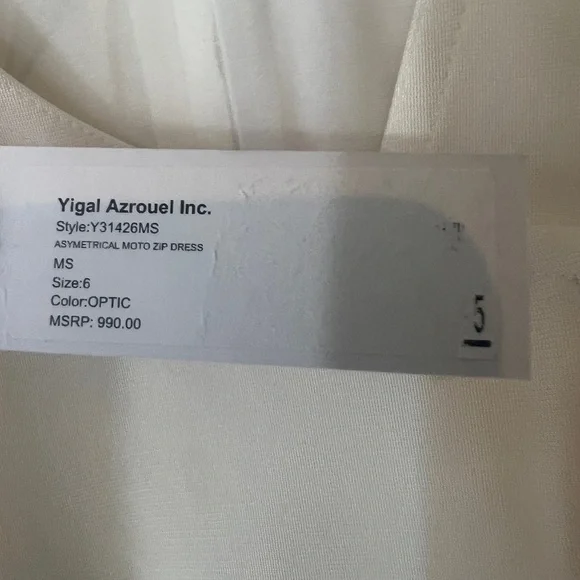 Yigal Azrouel Inc.
Style:Y31426MS
ASYMETRICAL MOTO ZIP DRESS
MS
Size:6
Color:OPTIC
MSRP: 990.00
5